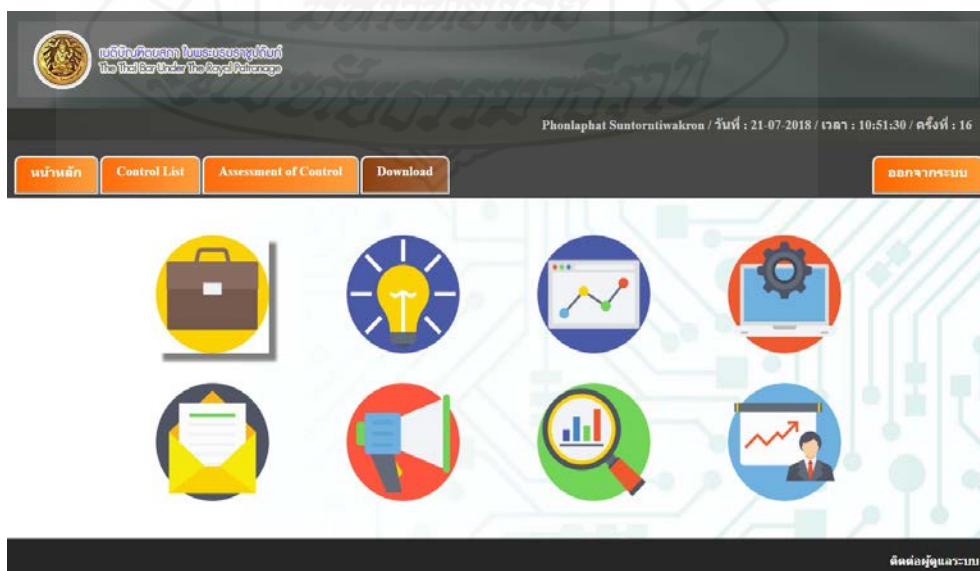 เนติบัณฑิตยสภา ในพระบรมราชูปถัมภ์
The Thai Bar Under The Royal Patronage
Phonlaphat Suntorntiwakron / วันที่ : 21-07-2018 / เวลา : 10:51:30 / ครั้งที่ : 16
หน้าหลัก
Control List
Assessment of Control
Download
ออกจากระบบ
ติดต่อผู้ดูแลระบบ